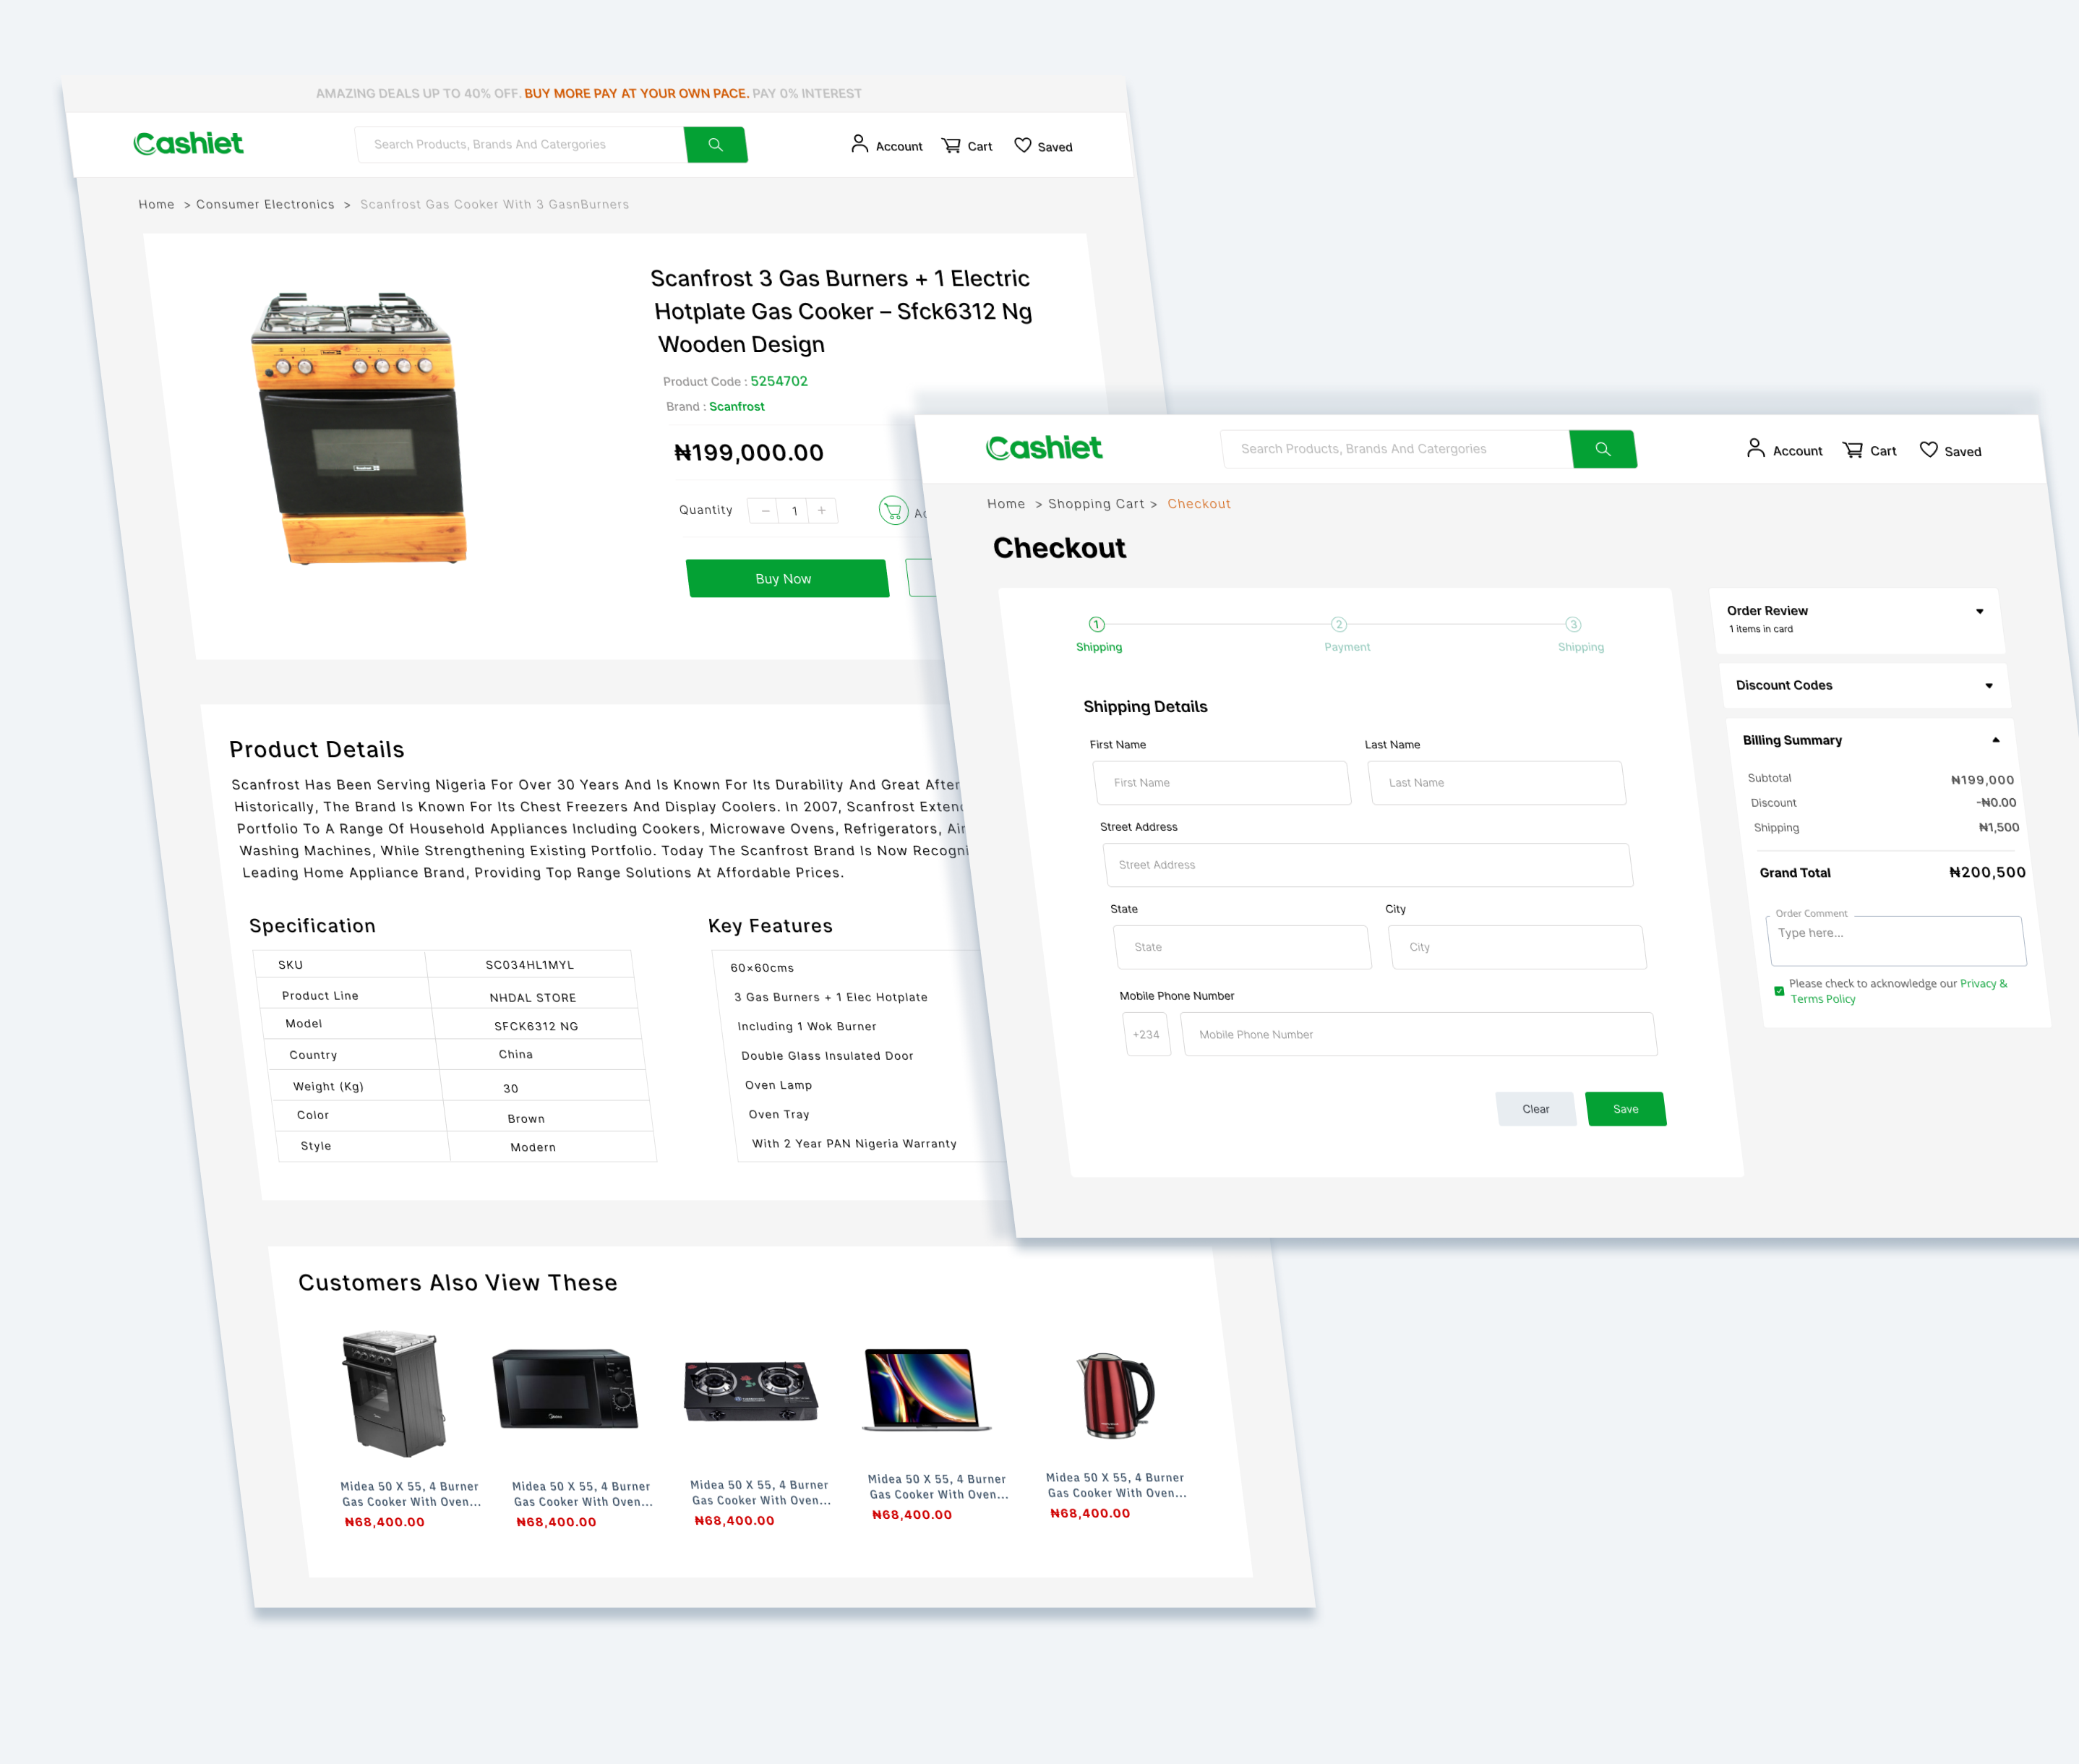 AMAZING DEALS UP TO 40% OFF. BUY MORE PAY AT YOUR OWN PACE. PAY 0% INTEREST
Cashiet
Search Products, Brands And Catergories
Account
Cart
Saved
Home > Consumer Electronics > Scanfrost Gas Cooker With 3 GasnBurners
Scanfrost 3 Gas Burners + 1 Electric
Hotplate Gas Cooker – Sfck6312 Ng
Wooden Design
Product Code : 5254702
Brand : Scanfrost
₦199,000.00
Quantity
− 1 +
Buy Now
Product Details
Scanfrost Has Been Serving Nigeria For Over 30 Years And Is Known For Its Durability And Great After
Historically, The Brand Is Known For Its Chest Freezers And Display Coolers. In 2007, Scanfrost
Portfolio To A Range Of Household Appliances Including Cookers, Microwave Ovens, Refrigerators,
Washing Machines, While Strengthening Existing Portfolio. Today The Scanfrost Brand Is Now
Leading Home Appliance Brand, Providing Top Range Solutions At Affordable Prices.
Specification
SKU SC034HL1MYL
Product Line NHDAL STORE
Model SFCK6312 NG
Country China
Weight (Kg) 30
Color Brown
Style Modern
Key Features
60×60cms
3 Gas Burners + 1 Elec Hotplate
Including 1 Wok Burner
Double Glass Insulated Door
Oven Lamp
Oven Tray
With 2 Year PAN Nigeria Warranty
Customers Also View These
Midea 50 X 55, 4 Burner
Gas Cooker With Oven...
₦68,400.00
Midea 50 X 55, 4 Burner
Gas Cooker With Oven...
₦68,400.00
Midea 50 X 55, 4 Burner
Gas Cooker With Oven...
₦68,400.00
Midea 50 X 55, 4 Burner
Gas Cooker With Oven...
₦68,400.00
Midea 50 X 55, 4 Burner
Gas Cooker With Oven...
₦68,400.00
Cashiet
Search Products, Brands And Catergories
Account
Cart
Saved
Home > Shopping Cart > Checkout
Checkout
1 2 3
Shipping Payment Shipping
Shipping Details
First Name Last Name
First Name Last Name
Street Address
Street Address
State City
State City
Mobile Phone Number
+234 Mobile Phone Number
Clear Save
Order Review
1 items in card
Discount Codes
Billing Summary
Subtotal ₦199,000
Discount -₦0.00
Shipping ₦1,500
Grand Total ₦200,500
Order Comment
Type here...
Please check to acknowledge our Privacy &
Terms Policy